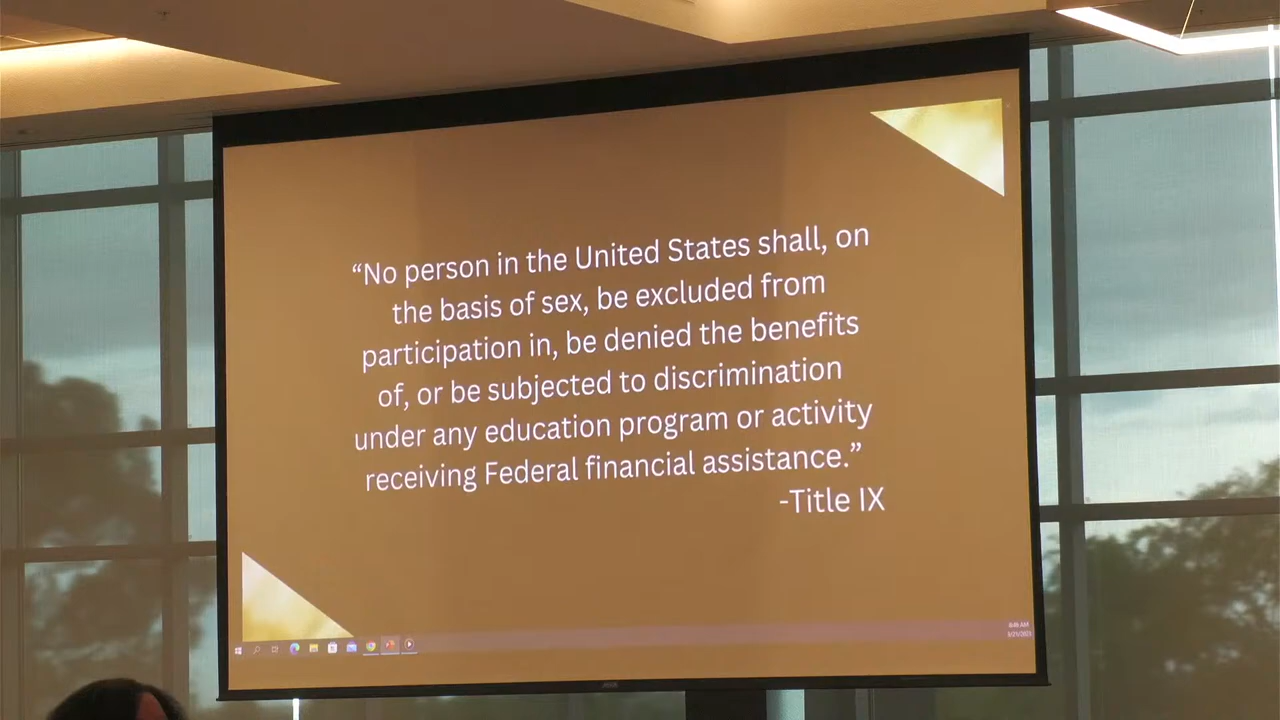 “No person in the United States shall, on
the basis of sex, be excluded from
participation in, be denied the benefits
of, or be subjected to discrimination
under any education program or activity
receiving Federal financial assistance.”
-Title IX